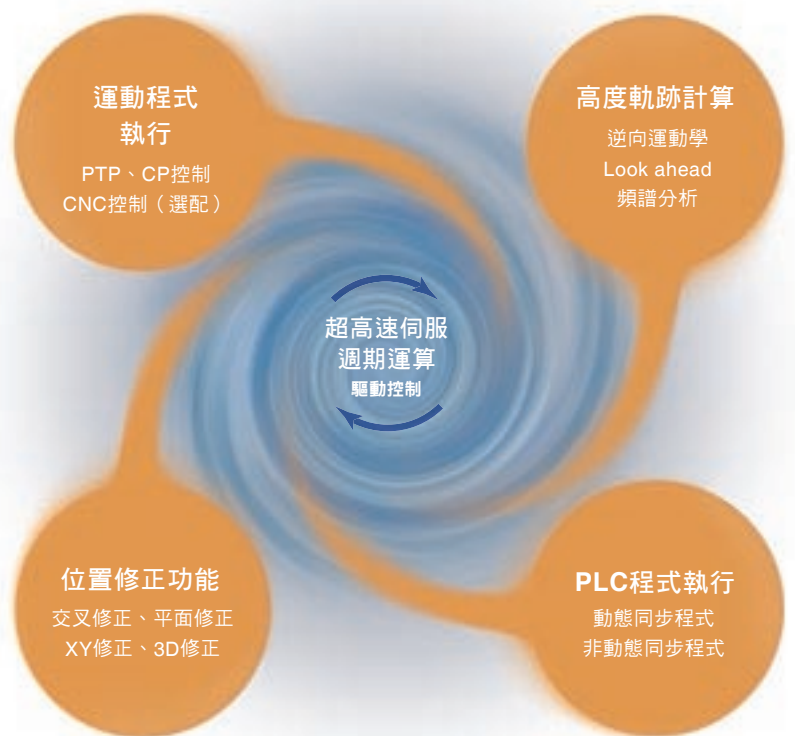 運動程式
執行
PTP、CP控制
CNC控制（選配）
高度軌跡計算
逆向運動學
Look ahead
頻譜分析
超高速伺服
週期運算
驅動控制
位置修正功能
交叉修正、平面修正
XY修正、3D修正
PLC程式執行
動態同步程式
非動態同步程式